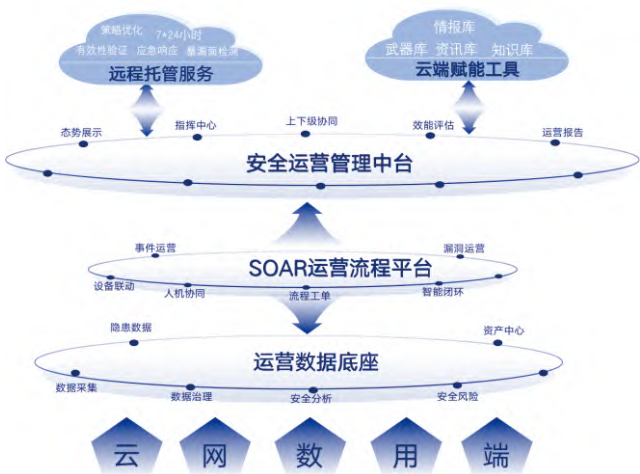 策略优化 7*24小时
有效性验证 应急响应 暴漏面检测
远程托管服务
情报库
武器库 资讯库 知识库
云端赋能工具
态势展示 指挥中心 上下级协同 效能评估 运营报告
安全运营管理中台
事件运营 漏洞运营
SOAR运营流程平台
设备联动 人机协同 流程工单 智能闭环
隐患数据 资产中心
运营数据底座
数据采集 数据治理 安全分析 安全风险
云 网 数 用 端